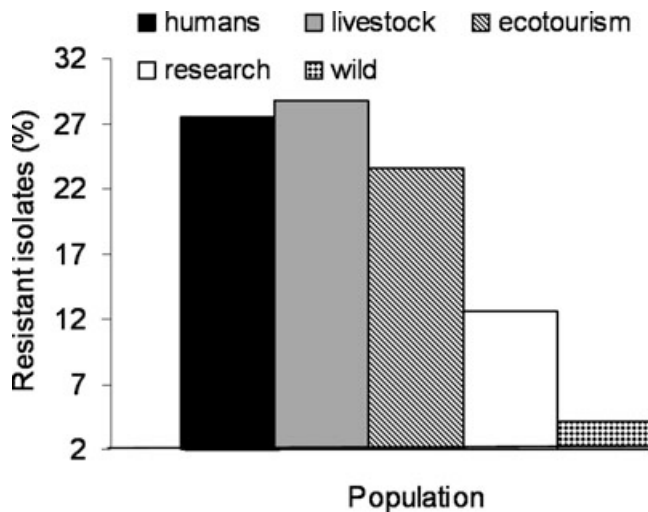 humans livestock ecotourism
research wild
32
27
22
17
12
7
2
Resistant isolates (%)
Population